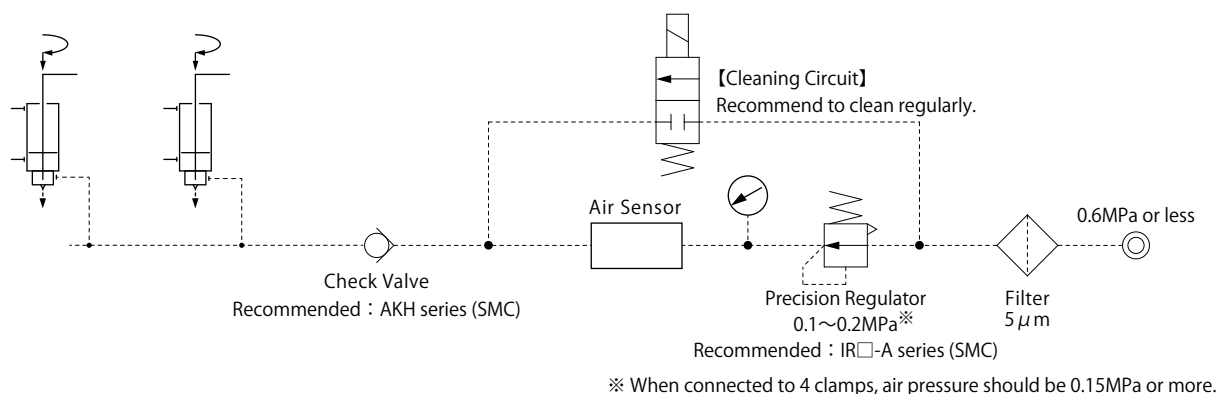 【Cleaning Circuit】
Recommend to clean regularly.
Air Sensor
0.6MPa or less
Check Valve
Recommended：AKH series (SMC)
Precision Regulator
0.1～0.2MPa※
Recommended：IR□-A series (SMC)
Filter
5μm
※ When connected to 4 clamps, air pressure should be 0.15MPa or more.